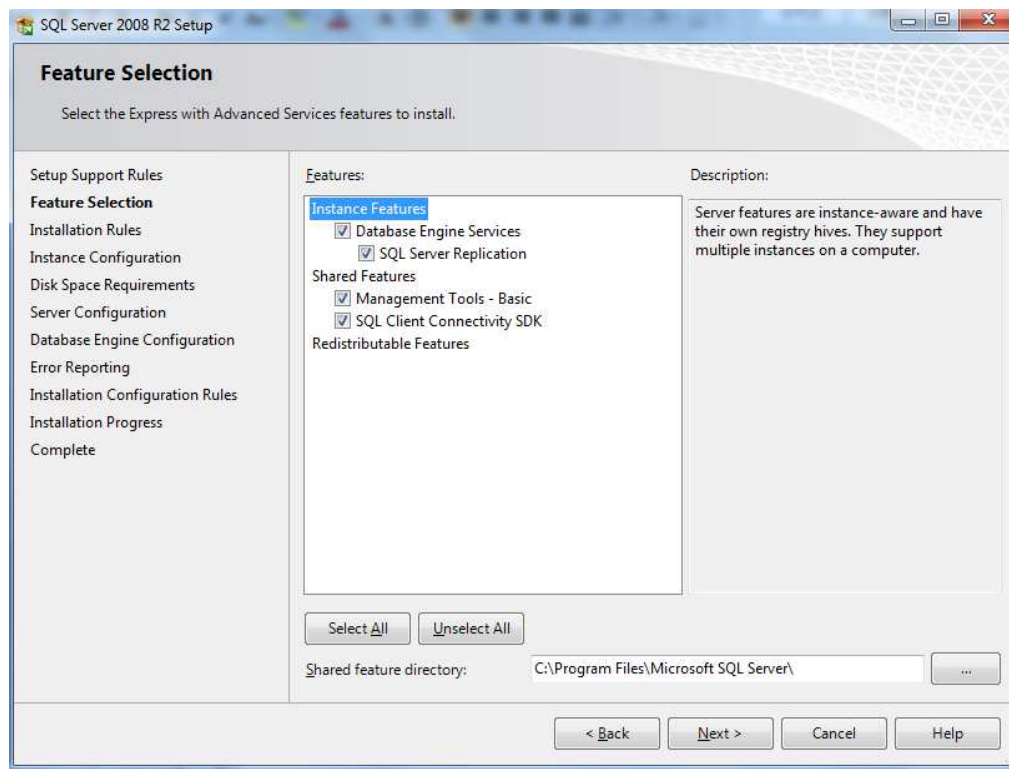 SQL Server 2008 R2 Setup
Feature Selection
Select the Express with Advanced Services features to install.
Setup Support Rules
Feature Selection
Installation Rules
Instance Configuration
Disk Space Requirements
Server Configuration
Database Engine Configuration
Error Reporting
Installation Configuration Rules
Installation Progress
Complete
Features:
Instance Features
Database Engine Services
SQL Server Replication
Shared Features
Management Tools - Basic
SQL Client Connectivity SDK
Redistributable Features
Description:
Server features are instance-aware and have
their own registry hives. They support
multiple instances on a computer.
Select All
Unselect All
Shared feature directory:
C:\Program Files\Microsoft SQL Server\
...
< Back
Next >
Cancel
Help